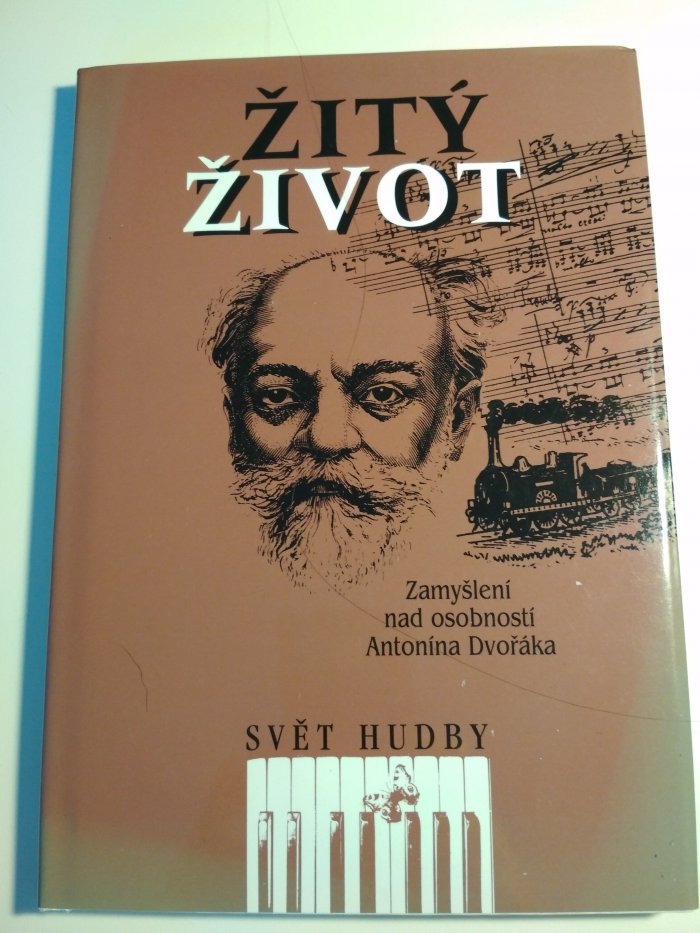 ŽITÝ
ŽIVOT
Zamyšlení
nad osobností
Antonína Dvořáka
SVĚT HUDBY